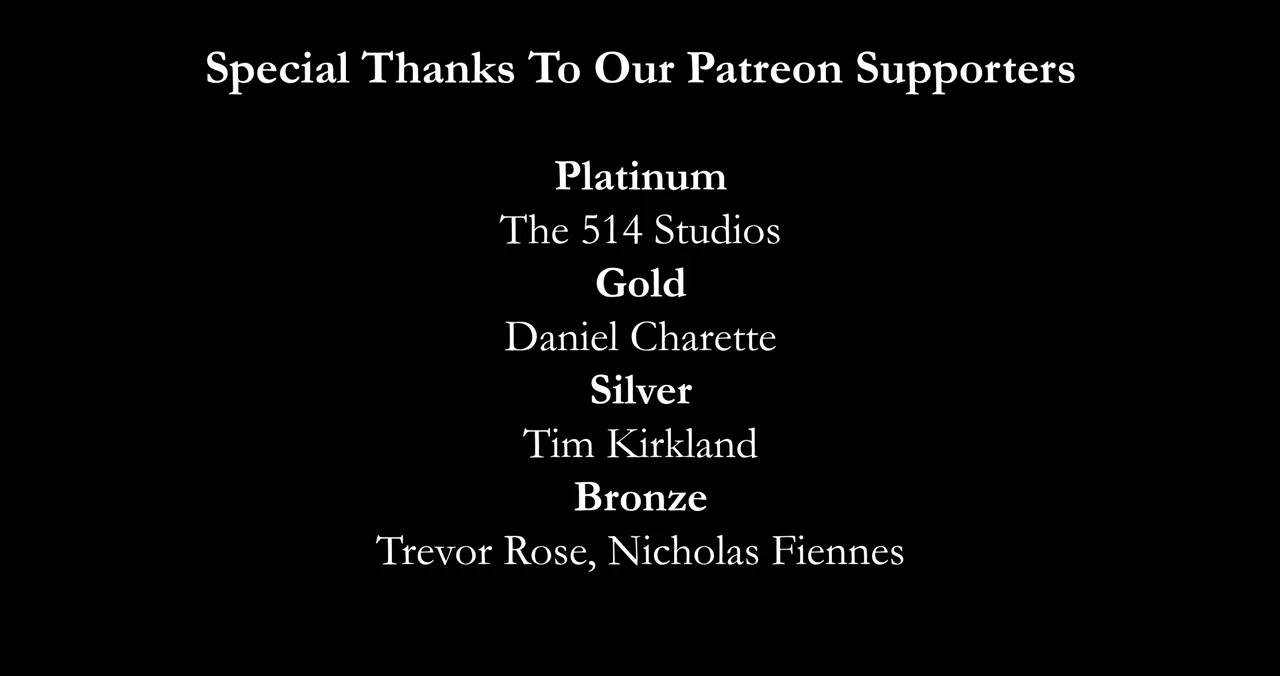 Special Thanks To Our Patreon Supporters
Platinum
The 514 Studios
Gold
Daniel Charette
Silver
Tim Kirkland
Bronze
Trevor Rose, Nicholas Fiennes